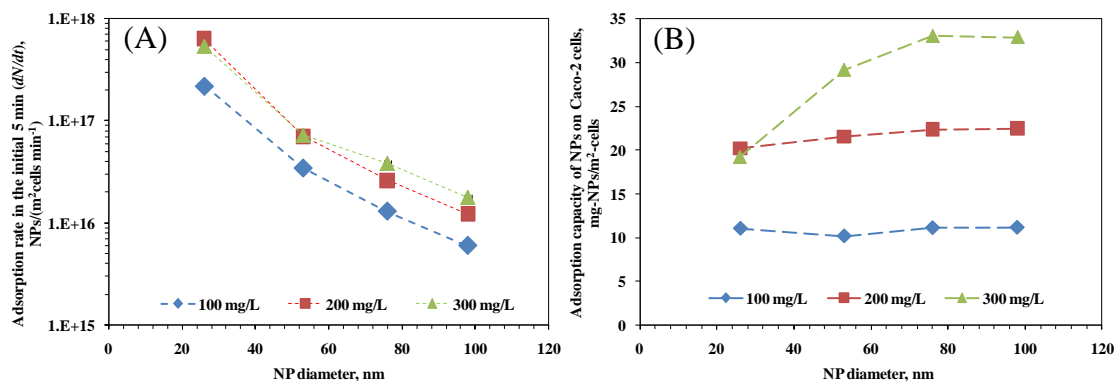 (A)
Adsorption rate in the initial 5 min (dN/dt),
NPs/(m²cells min⁻¹)
1.E+18
1.E+17
1.E+16
1.E+15
100 mg/L 200 mg/L 300 mg/L
0 20 40 60 80 100 120
NP diameter, nm
(B)
Adsorption capacity of NPs on Caco-2 cells,
mg-NPs/m²-cells
35
30
25
20
15
10
5
0
100 mg/L 200 mg/L 300 mg/L
0 20 40 60 80 100 120
NP diameter, nm